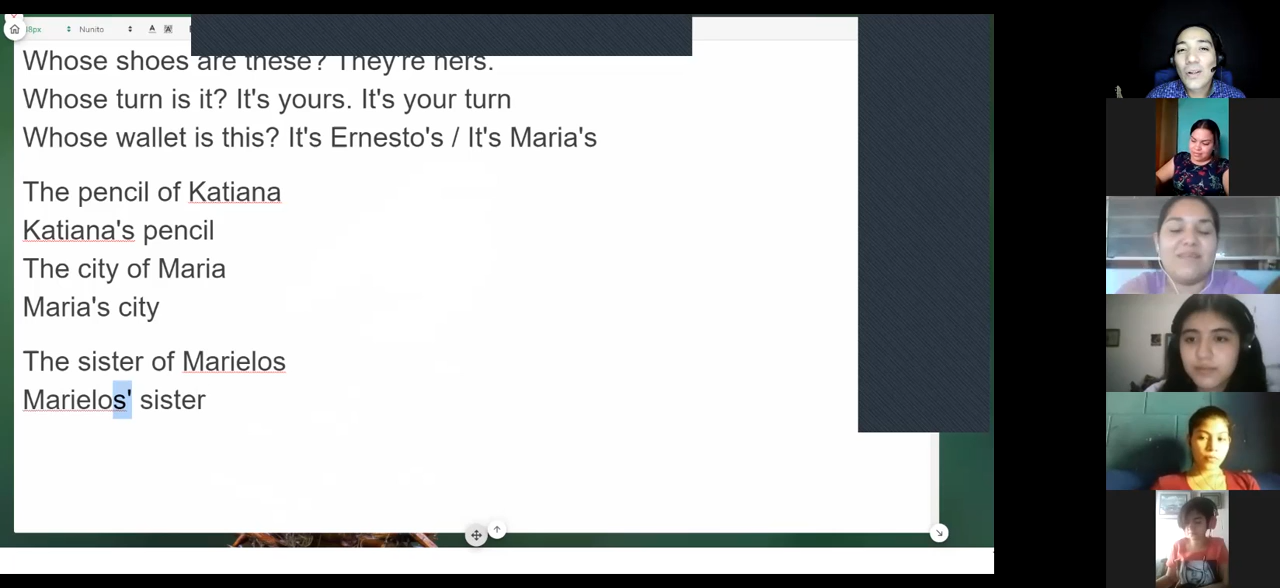 8px Nunito A A
Whose shoes are these? They're hers.
Whose turn is it? It's yours. It's your turn
Whose wallet is this? It's Ernesto's / It's Maria's
The pencil of Katiana
Katiana's pencil
The city of Maria
Maria's city
The sister of Marielos
Marielos' sister